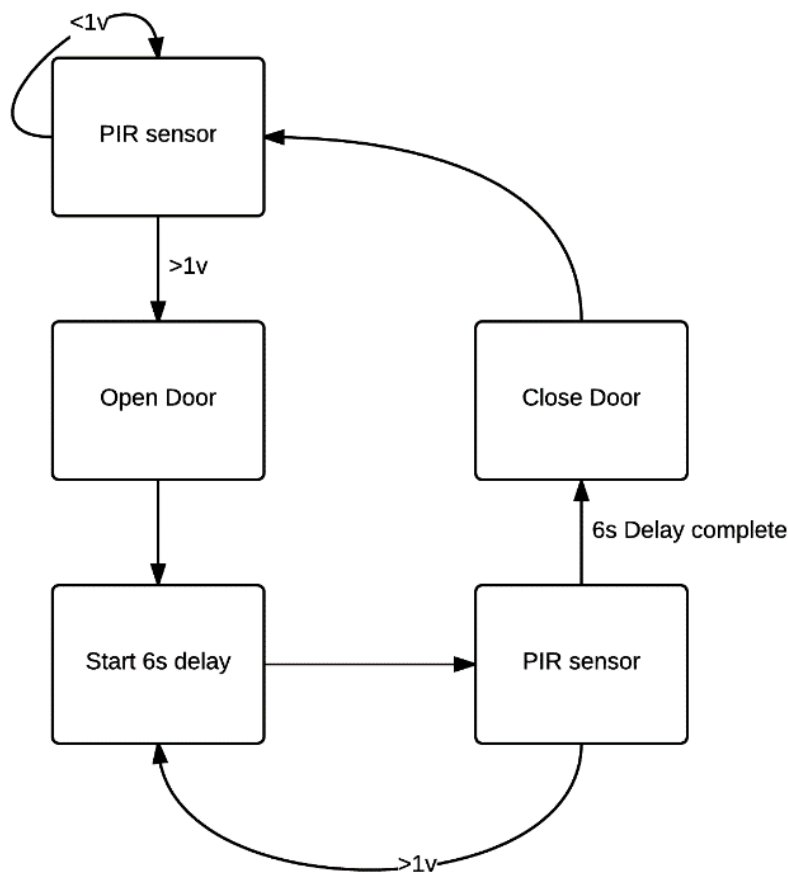 <1v
PIR sensor
>1v
Open Door
Close Door
6s Delay complete
Start 6s delay
PIR sensor
>1v